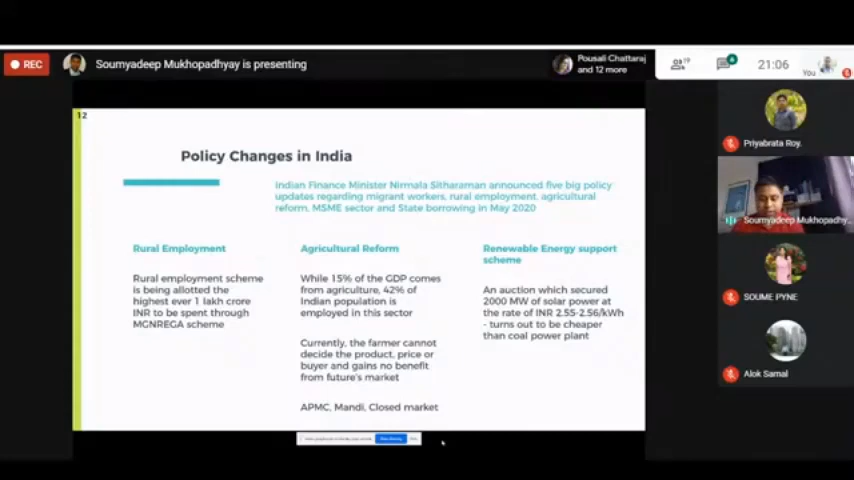 REC
Soumyadeep Mukhopadhyay is presenting
Pousali Chattaraj
and 12 more
19
6
21:06
You
12
Policy Changes in India
Indian Finance Minister Nirmala Sitharaman announced five big policy
updates regarding migrant workers, rural employment, agricultural
reform, MSME sector and State borrowing in May 2020
Rural Employment
Rural employment scheme
is being allotted the
highest ever 1 lakh crore
INR to be spent through
MGNREGA scheme
Agricultural Reform
While 15% of the GDP comes
from agriculture, 42% of
Indian population is
employed in this sector
Currently, the farmer cannot
decide the product, price or
buyer and gains no benefit
from future's market
APMC, Mandi, Closed market
Renewable Energy support
scheme
An auction which secured
2000 MW of solar power at
the rate of INR 2.55-2.56/kWh
- turns out to be cheaper
than coal power plant
Priyabrata Roy.
Soumyadeep Mukhopadhy...
SOUME PYNE
Alok Samal